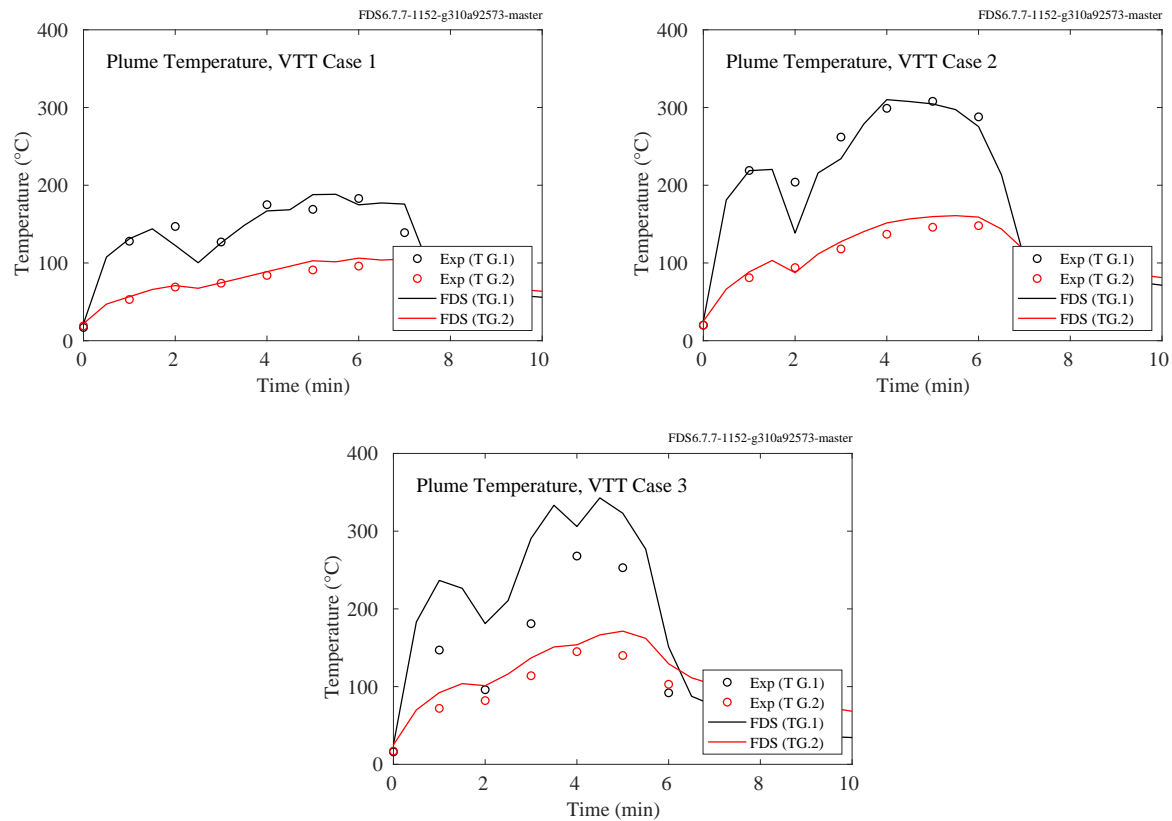 FDS6.7.7-1152-g310a92573-master
Plume Temperature, VTT Case 1
400
300
200
100
0
Temperature (°C)
0 2 4 6 8 10
Time (min)
Exp (T G.1)
Exp (T G.2)
FDS (TG.1)
FDS (TG.2)
FDS6.7.7-1152-g310a92573-master
Plume Temperature, VTT Case 2
400
300
200
100
0
Temperature (°C)
0 2 4 6 8 10
Time (min)
Exp (T G.1)
Exp (T G.2)
FDS (TG.1)
FDS (TG.2)
FDS6.7.7-1152-g310a92573-master
Plume Temperature, VTT Case 3
400
300
200
100
0
Temperature (°C)
0 2 4 6 8 10
Time (min)
Exp (T G.1)
Exp (T G.2)
FDS (TG.1)
FDS (TG.2)